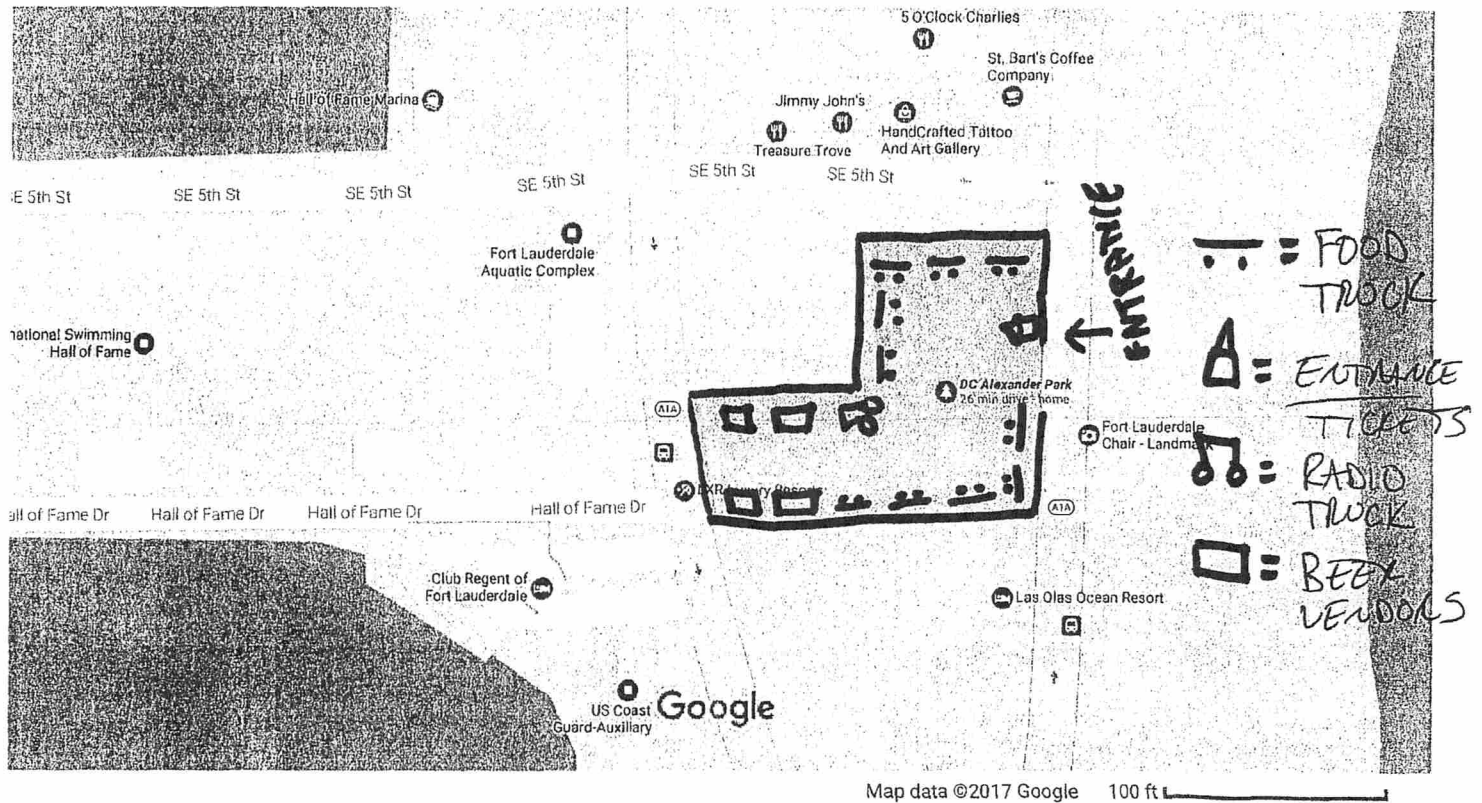 5 O'Clock Charlies
St. Bart's Coffee
Company
Hall of Fame Marina
Jimmy John's
HandCrafted Tattoo
And Art Gallery
Treasure Trove
SE 5th St
SE 5th St
SE 5th St
SE 5th St
SE 5th St
SE 5th St
ENTRANCE
= FOOD
TRUCK
Fort Lauderdale
Aquatic Complex
national Swimming
Hall of Fame
= ENTRANCE
TICKETS
DC Alexander Park
26 min drive - home
A1A
Fort Lauderdale
Chair - Landmark
= RADIO
TRUCK
A1A
Hall of Fame Dr
Hall of Fame Dr
Hall of Fame Dr
Hall of Fame Dr
= BEER
VENDORS
Club Regent of
Fort Lauderdale
Las Olas Ocean Resort
US Coast
Guard-Auxiliary
Google
Map data ©2017 Google
100 ft